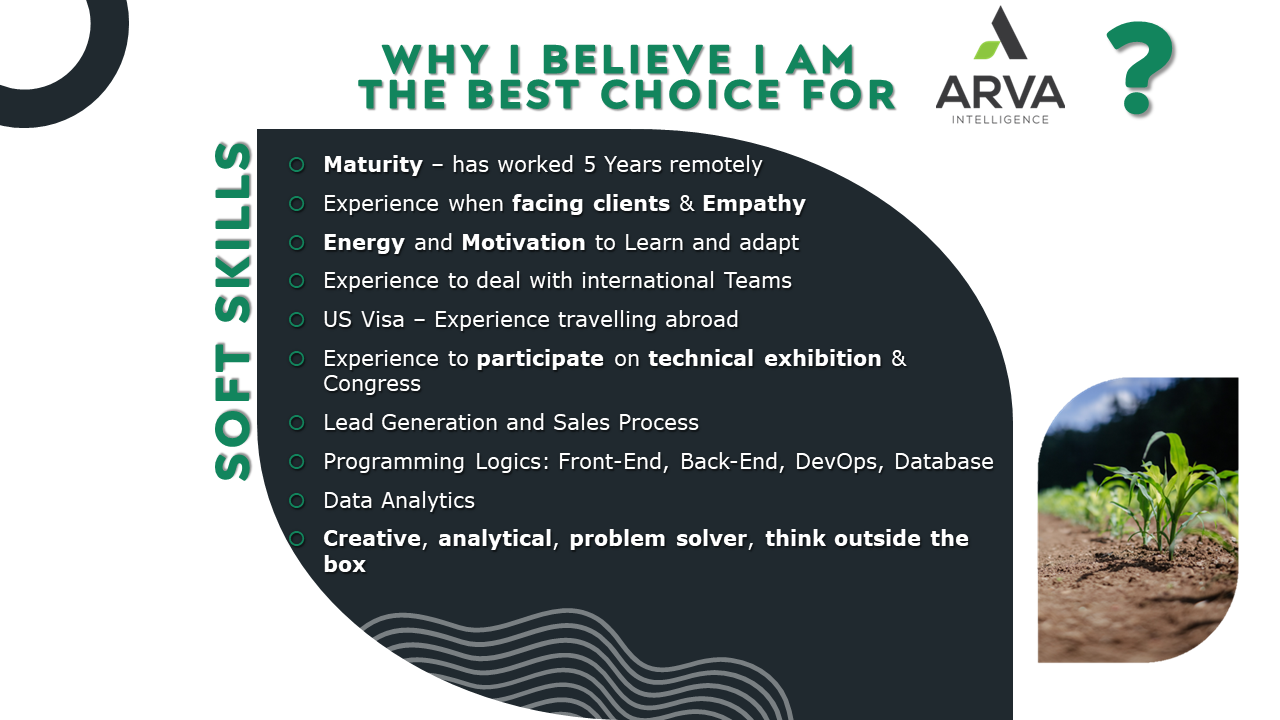 WHY I BELIEVE I AM
THE BEST CHOICE FOR
ARVA
INTELLIGENCE
?
SOFT SKILLS
Maturity – has worked 5 Years remotely
Experience when facing clients & Empathy
Energy and Motivation to Learn and adapt
Experience to deal with international Teams
US Visa – Experience travelling abroad
Experience to participate on technical exhibition &
Congress
Lead Generation and Sales Process
Programming Logics: Front-End, Back-End, DevOps, Database
Data Analytics
Creative, analytical, problem solver, think outside the
box